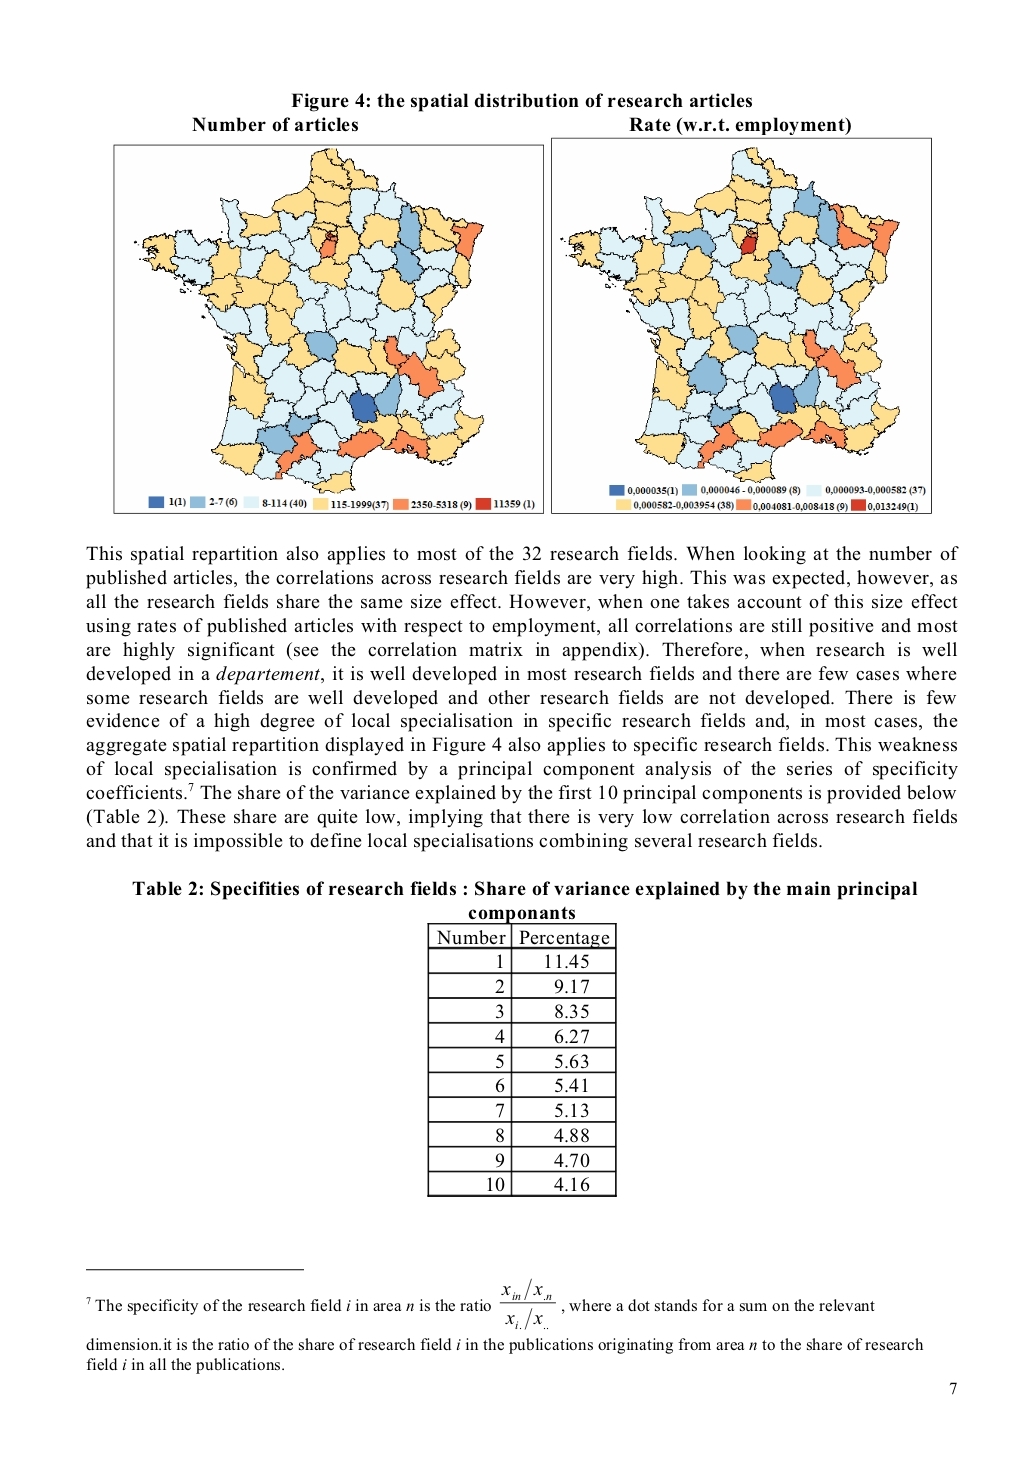 Figure 4: the spatial distribution of research articles
Number of articles Rate (w.r.t. employment)
1(1) 2-7 (6) 8-114 (40) 115-1999(37) 2350-5318 (9) 11359 (1)
0,000035(1) 0,000046 - 0,000089 (8) 0,000093-0,000582 (37)
0,000582-0,003954 (38) 0,004081-0,008418 (9) 0,013249(1)
This spatial repartition also applies to most of the 32 research fields. When looking at the number of
published articles, the correlations across research fields are very high. This was expected, however, as
all the research fields share the same size effect. However, when one takes account of this size effect
using rates of published articles with respect to employment, all correlations are still positive and most
are highly significant (see the correlation matrix in appendix). Therefore, when research is well
developed in a departement, it is well developed in most research fields and there are few cases where
some research fields are well developed and other research fields are not developed. There is few
evidence of a high degree of local specialisation in specific research fields and, in most cases, the
aggregate spatial repartition displayed in Figure 4 also applies to specific research fields. This weakness
of local specialisation is confirmed by a principal component analysis of the series of specificity
coefficients.7 The share of the variance explained by the first 10 principal components is provided below
(Table 2). These share are quite low, implying that there is very low correlation across research fields
and that it is impossible to define local specialisations combining several research fields.
Table 2: Specifities of research fields : Share of variance explained by the main principal
componants
Number Percentage
1 11.45
2 9.17
3 8.35
4 6.27
5 5.63
6 5.41
7 5.13
8 4.88
9 4.70
10 4.16
7 The specificity of the research field i in area n is the ratio x_in/x_.n / x_i./x_.. , where a dot stands for a sum on the relevant
dimension.it is the ratio of the share of research field i in the publications originating from area n to the share of research
field i in all the publications.
7